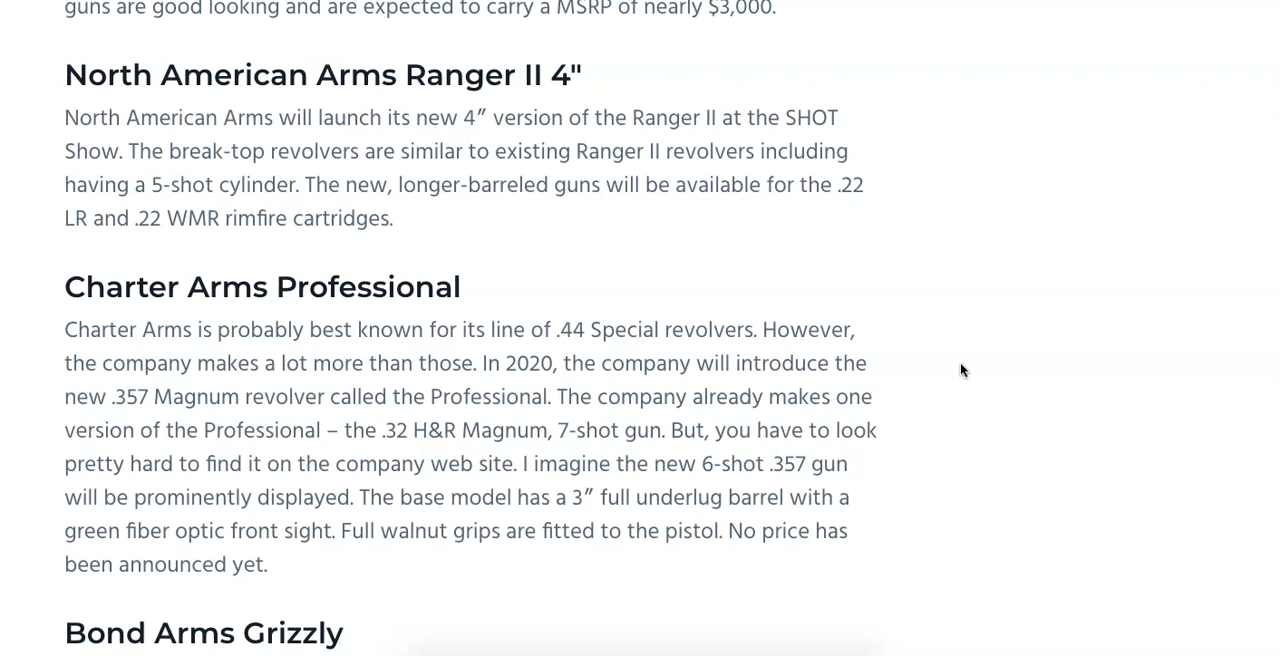 guns are good looking and are expected to carry a MSRP of nearly $3,000.
North American Arms Ranger II 4"
North American Arms will launch its new 4″ version of the Ranger II at the SHOT
Show. The break-top revolvers are similar to existing Ranger II revolvers including
having a 5-shot cylinder. The new, longer-barreled guns will be available for the .22
LR and .22 WMR rimfire cartridges.
Charter Arms Professional
Charter Arms is probably best known for its line of .44 Special revolvers. However,
the company makes a lot more than those. In 2020, the company will introduce the
new .357 Magnum revolver called the Professional. The company already makes one
version of the Professional – the .32 H&R Magnum, 7-shot gun. But, you have to look
pretty hard to find it on the company web site. I imagine the new 6-shot .357 gun
will be prominently displayed. The base model has a 3″ full underlug barrel with a
green fiber optic front sight. Full walnut grips are fitted to the pistol. No price has
been announced yet.
Bond Arms Grizzly